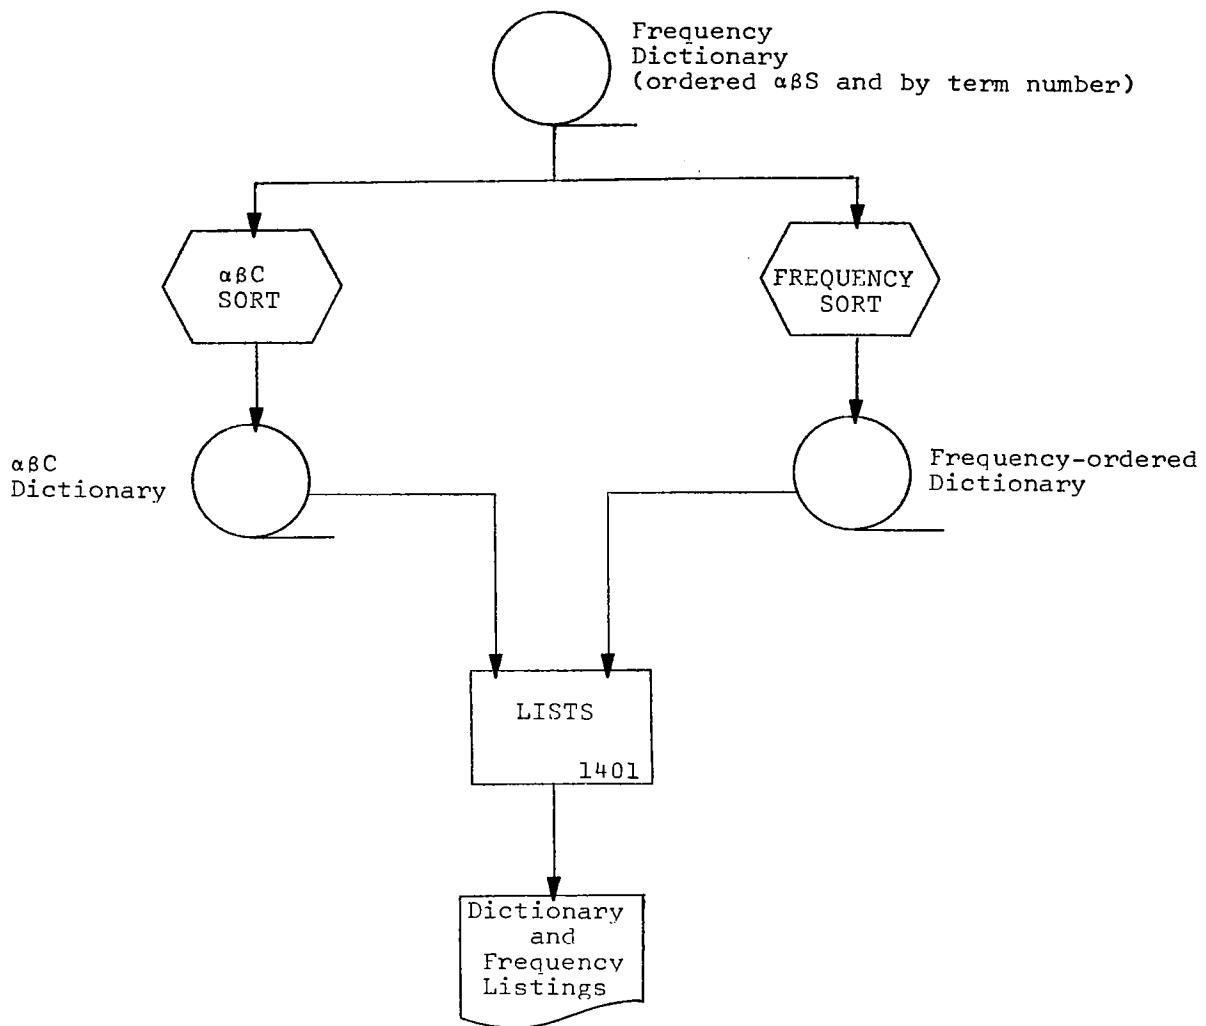 Frequency
Dictionary
(ordered αβS and by term number)
αβC
SORT
FREQUENCY
SORT
αβC
Dictionary
Frequency-ordered
Dictionary
LISTS
1401
Dictionary
and
Frequency
Listings